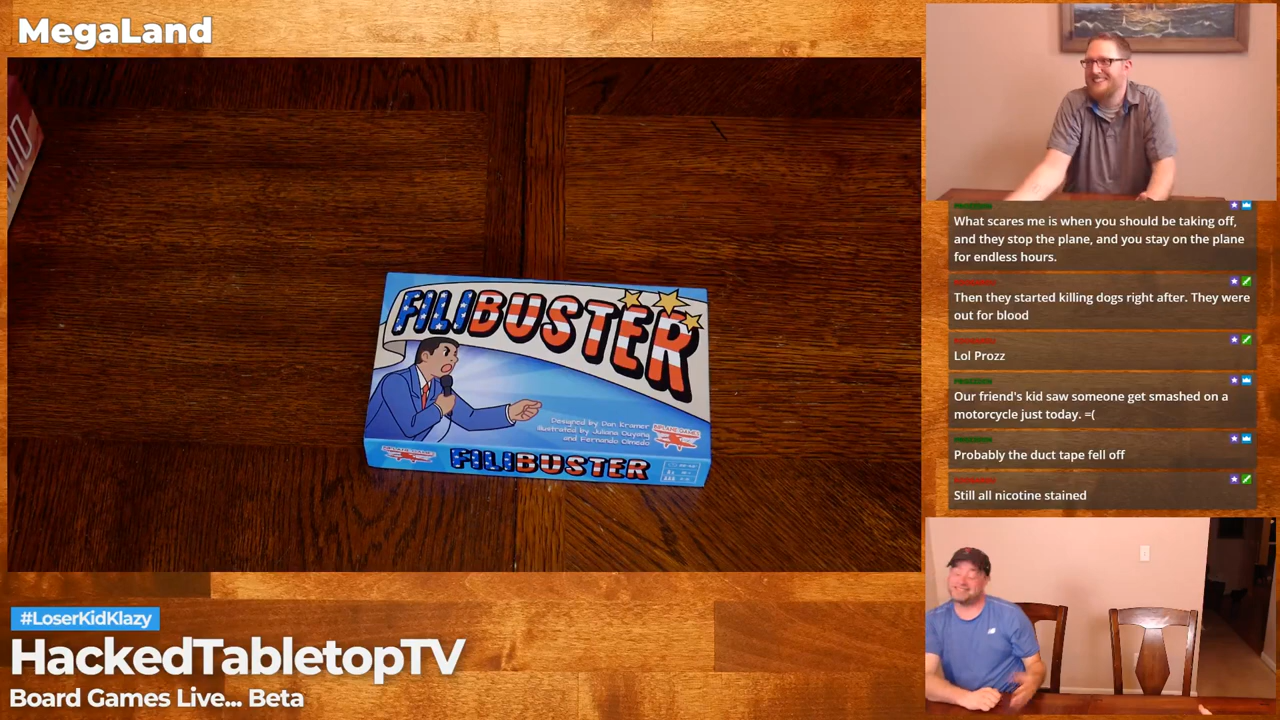 MegaLand
FILIBUSTER
Designed by Dan Kramer
Illustrated by Juliana Ouyang
and Fernando Olmedo
AIRPLANE GAMES
FILIBUSTER
What scares me is when you should be taking off,
and they stop the plane, and you stay on the plane
for endless hours.
Then they started killing dogs right after. They were
out for blood
Lol Prozz
Our friend's kid saw someone get smashed on a
motorcycle just today. =(
Probably the duct tape fell off
Still all nicotine stained
#LoserKidKlazy
HackedTabletopTV
Board Games Live... Beta